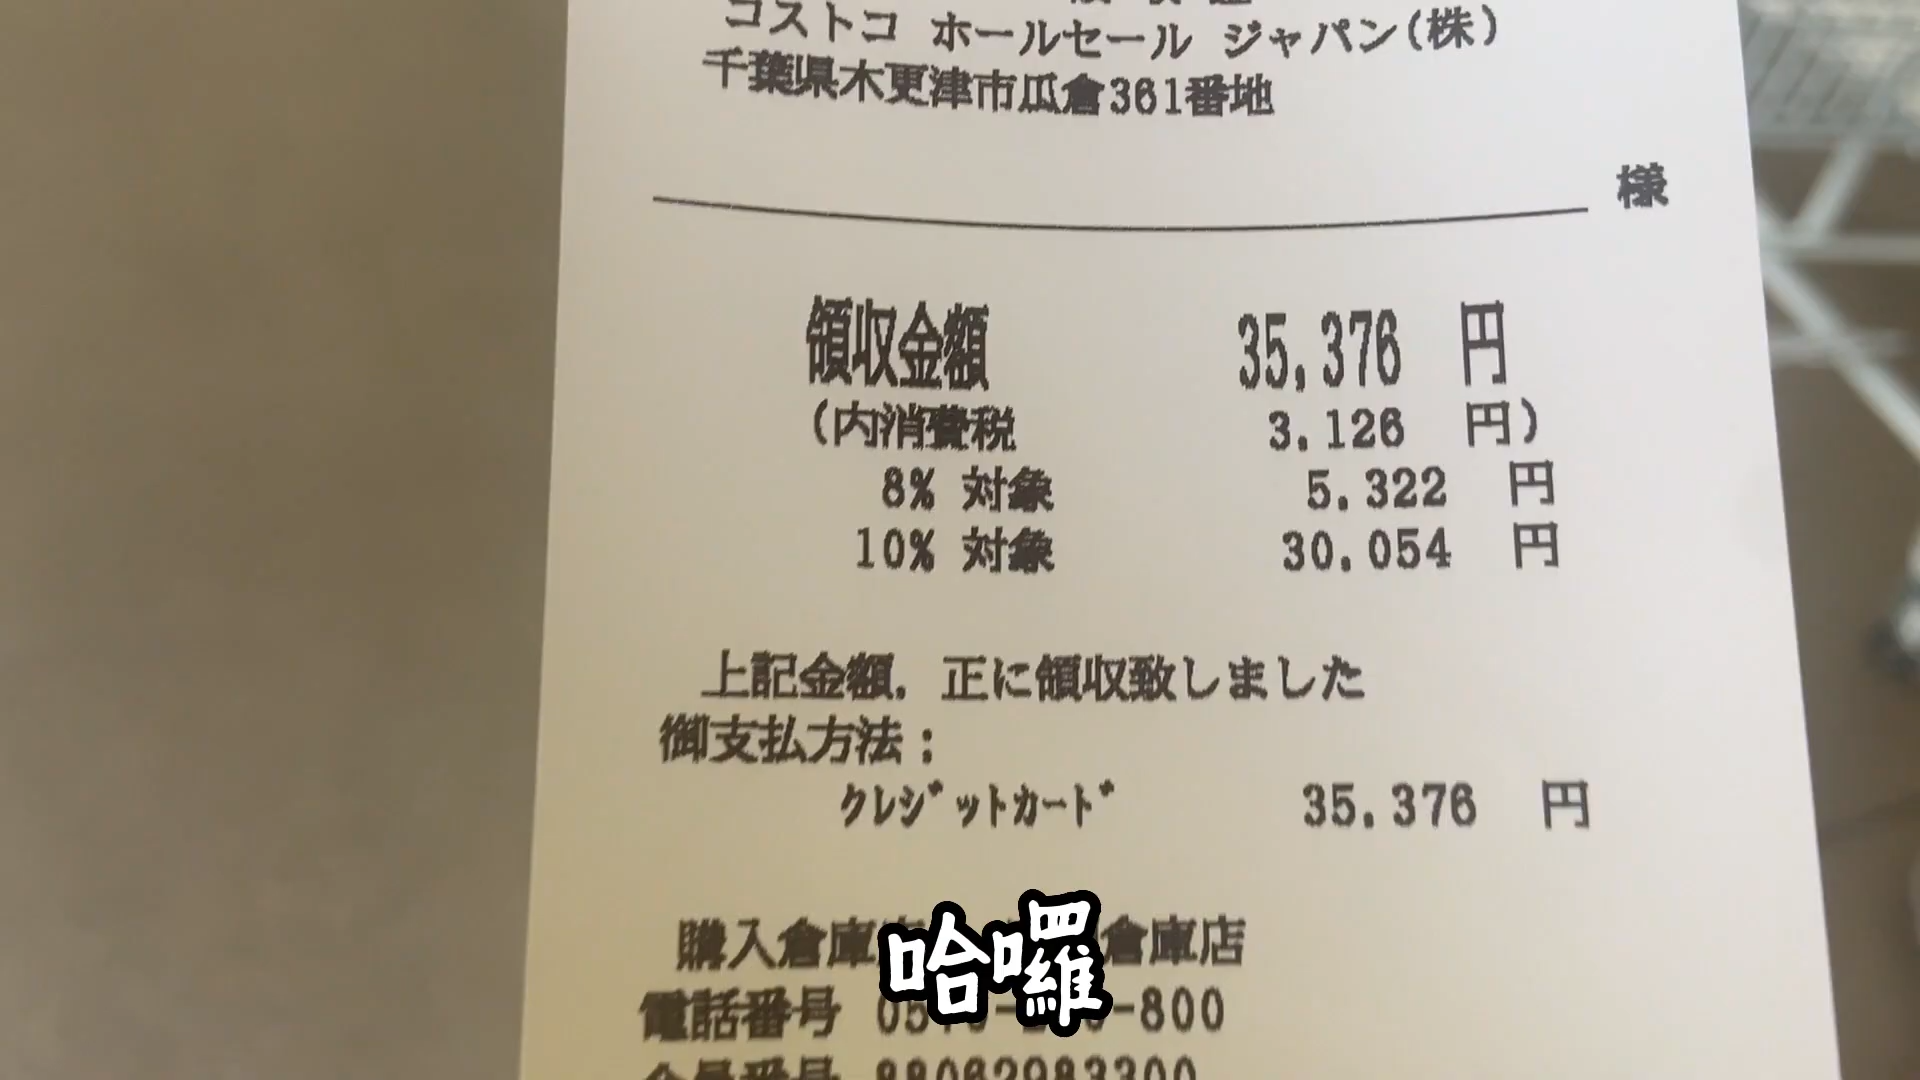 コストコ ホールセール ジャパン(株)
千葉県木更津市瓜倉361番地
様
領収金額 35,376 円
(内消費税 3.126 円)
8% 対象 5.322 円
10% 対象 30.054 円
上記金額．正に領収致しました
御支払方法：
ｸﾚｼﾞｯﾄｶｰﾄﾞ 35.376 円
購入倉庫 倉庫店
哈囉
電話番号 -800